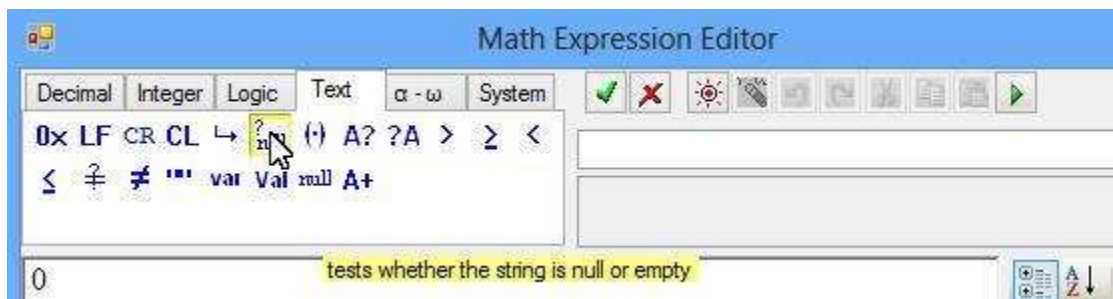 Math Expression Editor
Decimal Integer Logic Text α - ω System
0x LF CR CL ↵ (·) A? ?A > ≥ <
≤ ≠ "" var Val null A+
tests whether the string is null or empty
0
A
Z